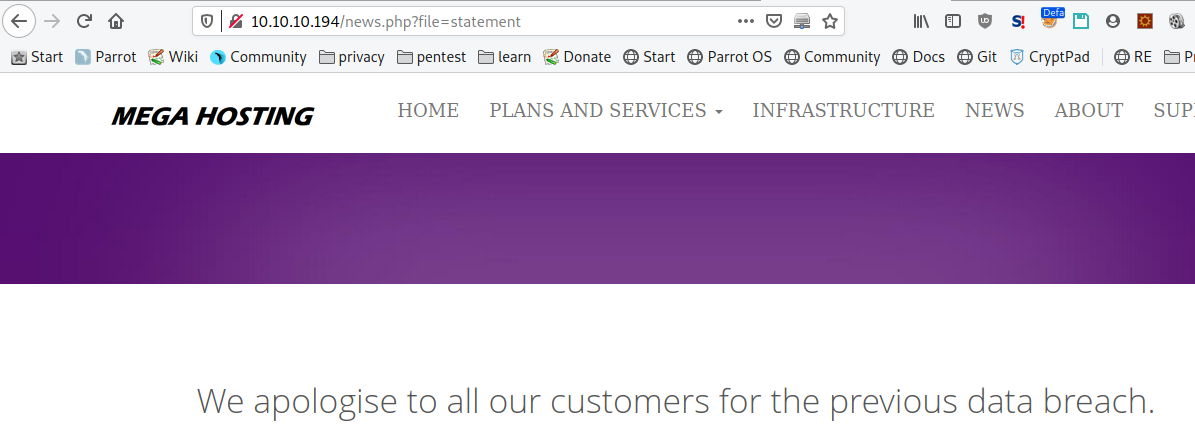 10.10.10.194/news.php?file=statement
S!
Defa
Start Parrot Wiki Community privacy pentest learn Donate Start Parrot OS Community Docs Git CryptPad RE P
MEGA HOSTING HOME PLANS AND SERVICES INFRASTRUCTURE NEWS ABOUT SUP
We apologise to all our customers for the previous data breach.